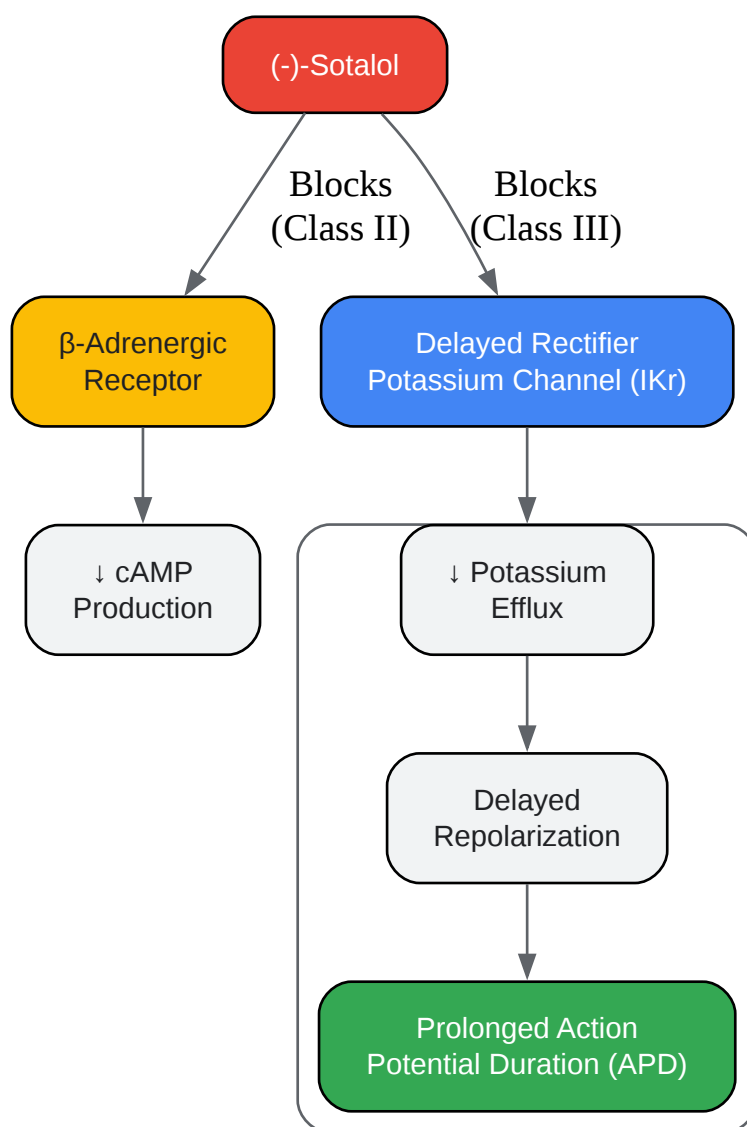 (-)-Sotalol
Blocks
(Class II)
Blocks
(Class III)
β-Adrenergic
Receptor
Delayed Rectifier
Potassium Channel (IKr)
↓ cAMP
Production
↓ Potassium
Efflux
Delayed
Repolarization
Prolonged Action
Potential Duration (APD)